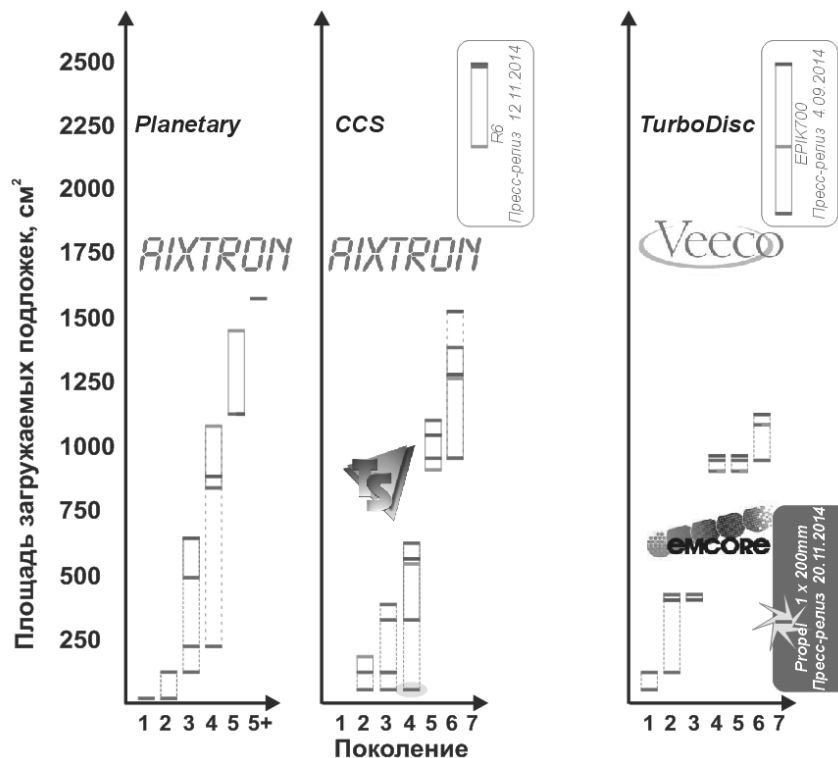 Площадь загружаемых подложек, см²
2500
2250
2000
1750
1500
1250
1000
750
500
250
Planetary
AIXTRON
1 2 3 4 5 5+
CCS
R6
Пресс-релиз 12.11.2014
AIXTRON
TS
1 2 3 4 5 6 7
Поколение
TurboDisc
EPIK700
Пресс-релиз 4.09.2014
Veeco
EMCORE
Propel 1 x 200mm
Пресс-релиз 20.11.2014
1 2 3 4 5 6 7